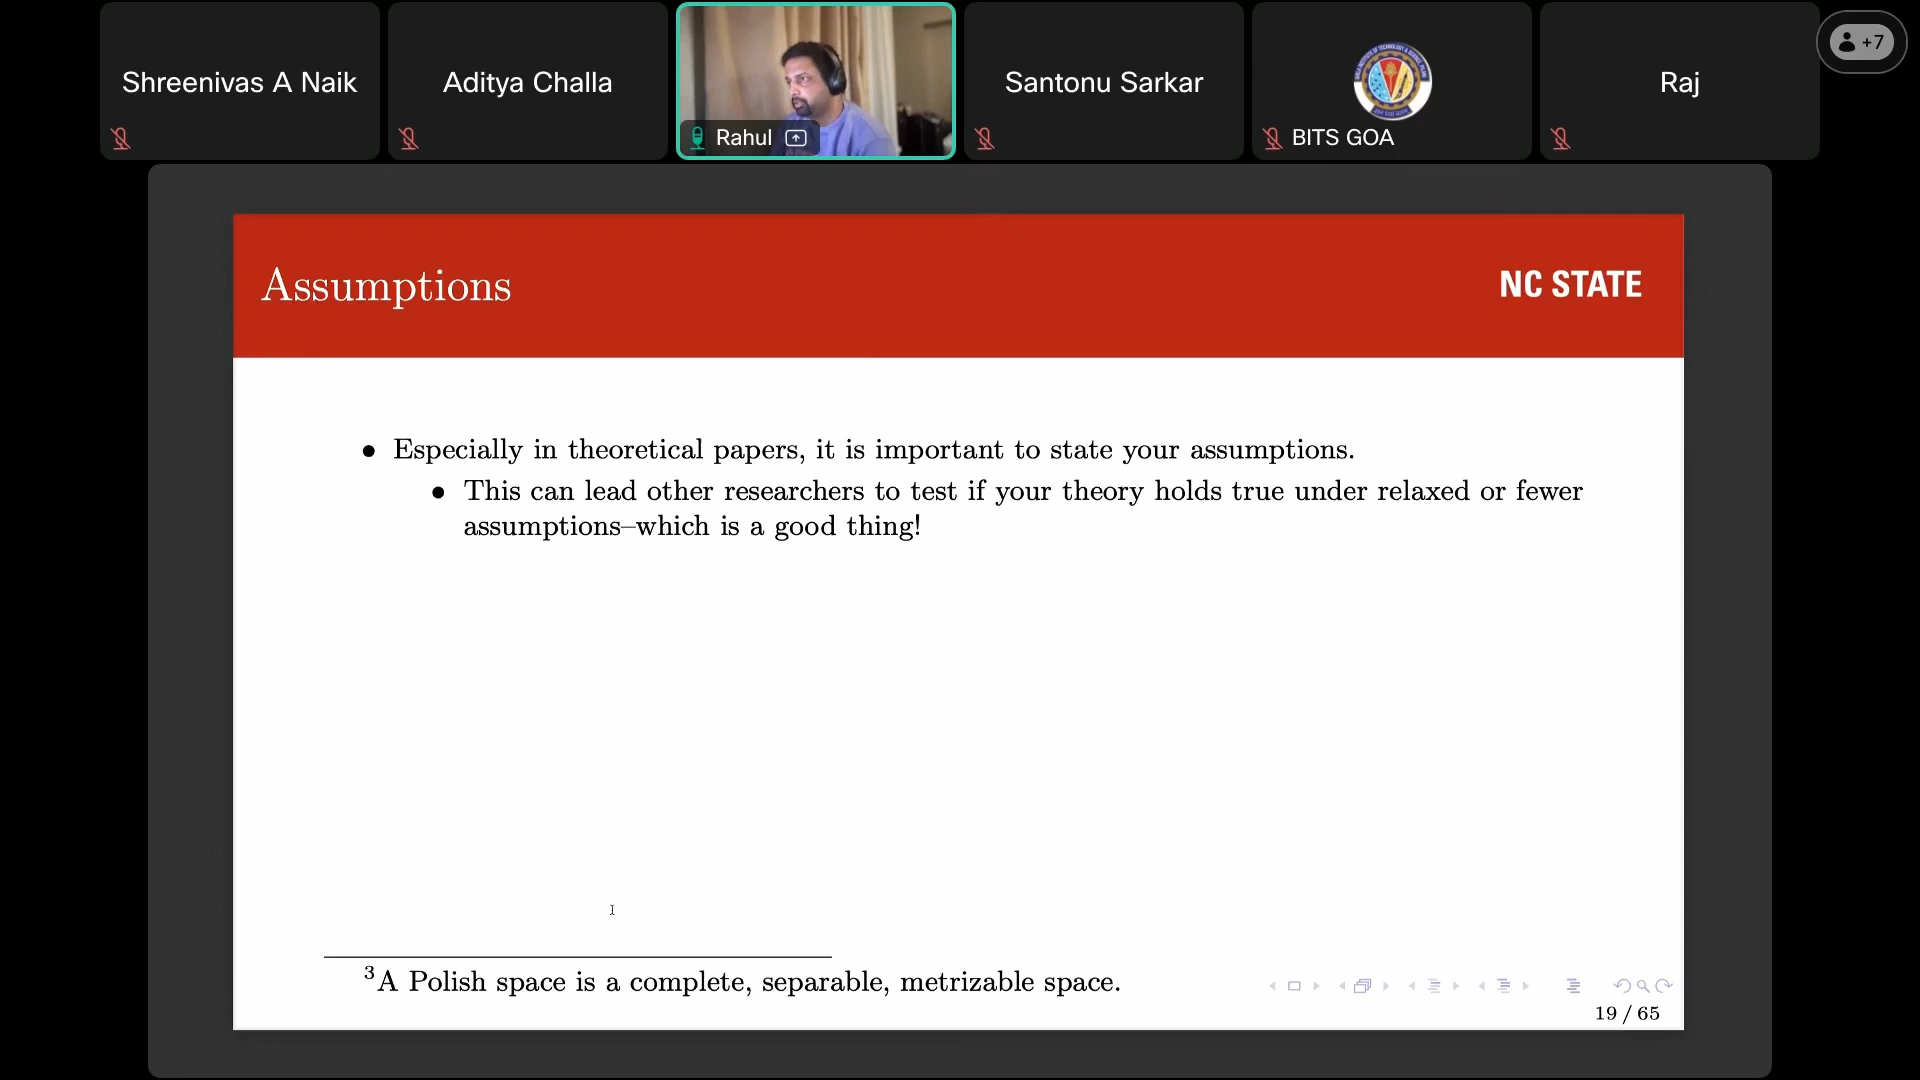 Shreenivas A Naik
Aditya Challa
Rahul
Santonu Sarkar
BITS GOA
Raj
+7
Assumptions
NC STATE
• Especially in theoretical papers, it is important to state your assumptions.
• This can lead other researchers to test if your theory holds true under relaxed or fewer
assumptions–which is a good thing!
³A Polish space is a complete, separable, metrizable space.
19 / 65